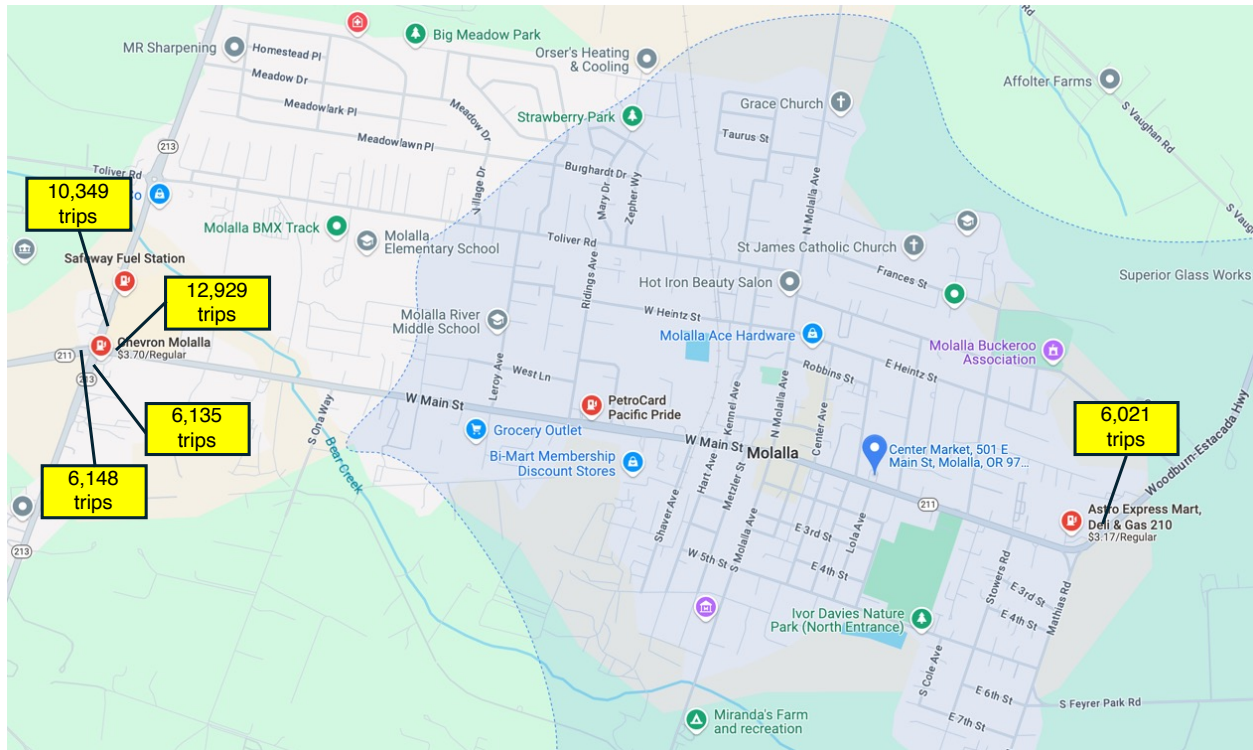 Big Meadow Park
MR Sharpening
Homestead Pl
Meadow Dr
Meadowlark Pl
Meadow Dr
Meadowlawn Pl
Orser's Heating
& Cooling
Strawberry Park
Grace Church
Taurus St
Affolter Farms
S Vaughan Rd
213
Toliver Rd
10,349
trips
Burghardt Dr
Mary Dr
Zepher Wy
N Molalla Ave
Village Dr
Molalla BMX Track
Molalla
Elementary School
Toliver Rd
St James Catholic Church
Frances St
Safeway Fuel Station
12,929
trips
Hot Iron Beauty Salon
Superior Glass Works
Ridings Ave
W Heintz St
Molalla River
Middle School
Molalla Ace Hardware
Molalla Buckeroo
Association
Chevron Molalla
$3.70/Regular
211
213
Robbins St
E Heintz St
West Ln
Leroy Ave
Kennel Ave
N Molalla Ave
Center Ave
W Main St
PetroCard
Pacific Pride
6,135
trips
S Ona Way
Bear Creek
Grocery Outlet
Bi-Mart Membership
Discount Stores
W Main St
Molalla
Center Market, 501 E
Main St, Molalla, OR 97...
6,021
trips
Woodburn-Estacada Hwy
6,148
trips
Hart Ave
Metzler St
Shaver Ave
S Molalla Ave
211
Astro Express Mart,
Deli & Gas 210
$3.17/Regular
213
E 3rd St
Lola Ave
E 4th St
W 5th St
Stowers Rd
E 3rd St
E 4th St
Mathias Rd
Ivor Davies Nature
Park (North Entrance)
S Cole Ave
E 6th St
E 7th St
S Feyrer Park Rd
Miranda's Farm
and recreation